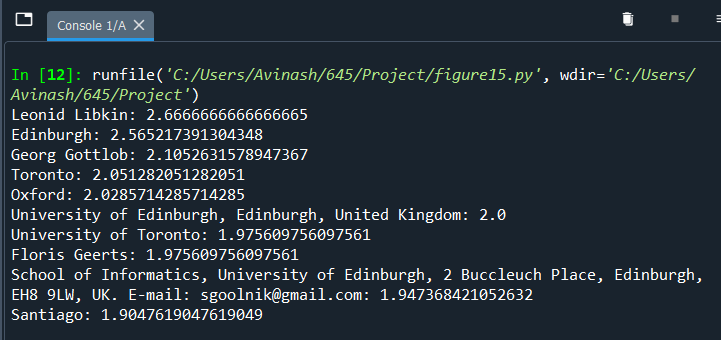 Console 1/A
In [12]: runfile('C:/Users/Avinash/645/Project/figure15.py', wdir='C:/Users/
Avinash/645/Project')
Leonid Libkin: 2.6666666666666665
Edinburgh: 2.565217391304348
Georg Gottlob: 2.1052631578947367
Toronto: 2.051282051282051
Oxford: 2.0285714285714285
University of Edinburgh, Edinburgh, United Kingdom: 2.0
University of Toronto: 1.975609756097561
Floris Geerts: 1.975609756097561
School of Informatics, University of Edinburgh, 2 Buccleuch Place, Edinburgh,
EH8 9LW, UK. E-mail: sgoolnik@gmail.com: 1.947368421052632
Santiago: 1.9047619047619049